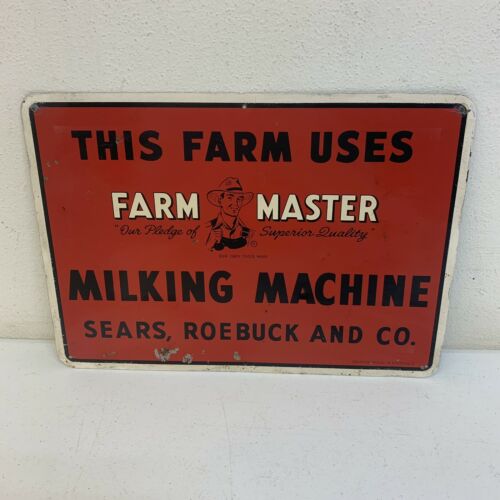 THIS FARM USES
FARM MASTER
"Our Pledge of Superior Quality"
MILKING MACHINE
SEARS, ROEBUCK AND CO.